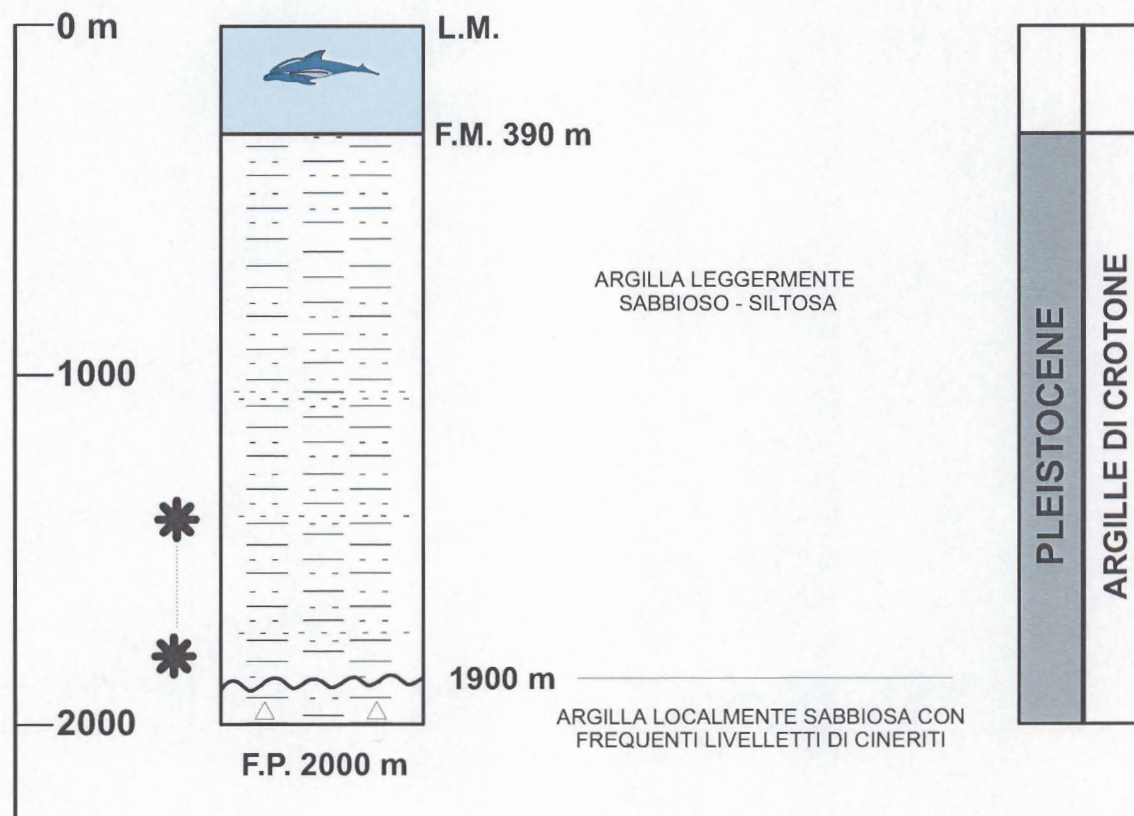 0 m
L.M.
F.M. 390 m
ARGILLA LEGGERMENTE
SABBIOSO - SILTOSA
1000
1900 m
2000
ARGILLA LOCALMENTE SABBIOSA CON
FREQUENTI LIVELLETTI DI CINERITI
F.P. 2000 m
PLEISTOCENE
ARGILLE DI CROTONE